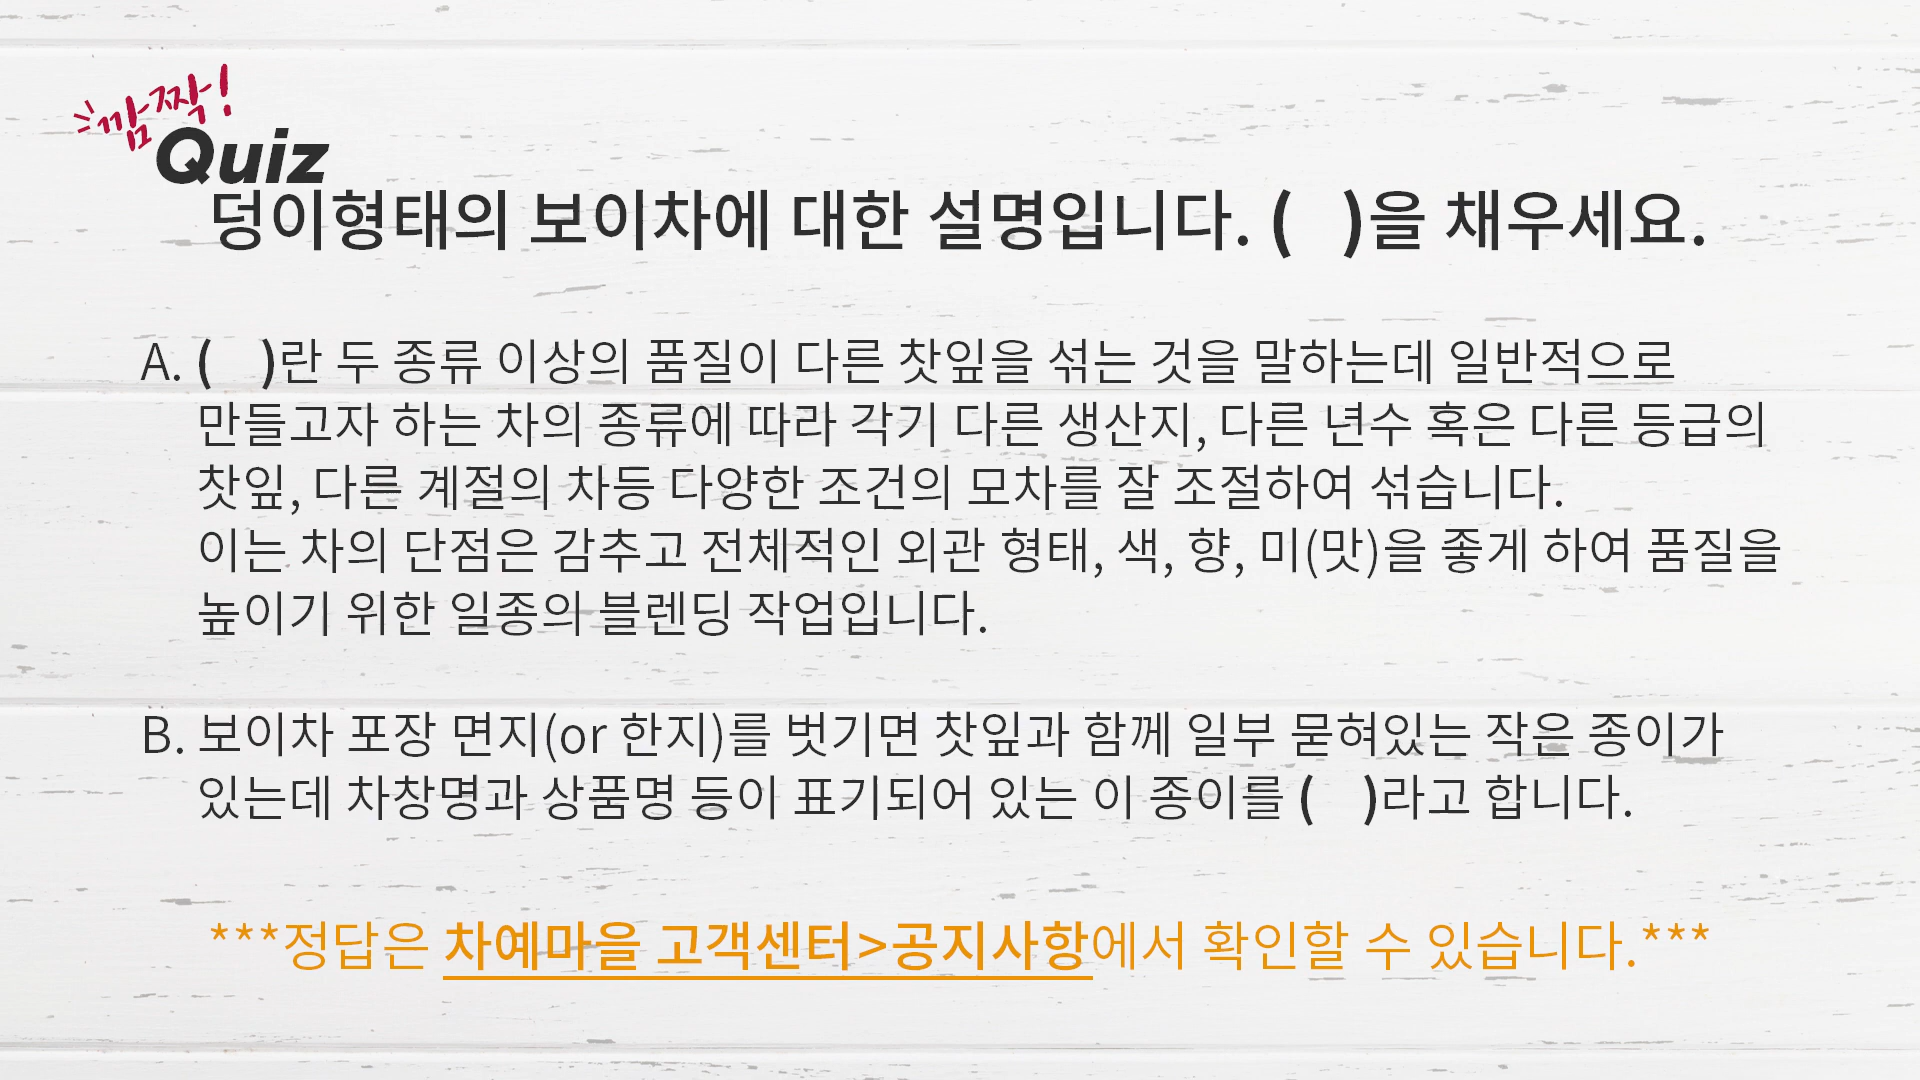 깜짝!
Quiz
덩이형태의 보이차에 대한 설명입니다. (   )을 채우세요.
A. (   )란 두 종류 이상의 품질이 다른 찻잎을 섞는 것을 말하는데 일반적으로
만들고자 하는 차의 종류에 따라 각기 다른 생산지, 다른 년수 혹은 다른 등급의
찻잎, 다른 계절의 차등 다양한 조건의 모차를 잘 조절하여 섞습니다.
이는 차의 단점은 감추고 전체적인 외관 형태, 색, 향, 미(맛)을 좋게 하여 품질을
높이기 위한 일종의 블렌딩 작업입니다.
B. 보이차 포장 면지(or 한지)를 벗기면 찻잎과 함께 일부 묻혀있는 작은 종이가
있는데 차창명과 상품명 등이 표기되어 있는 이 종이를 (   )라고 합니다.
***정답은 차예마을 고객센터>공지사항에서 확인할 수 있습니다.***